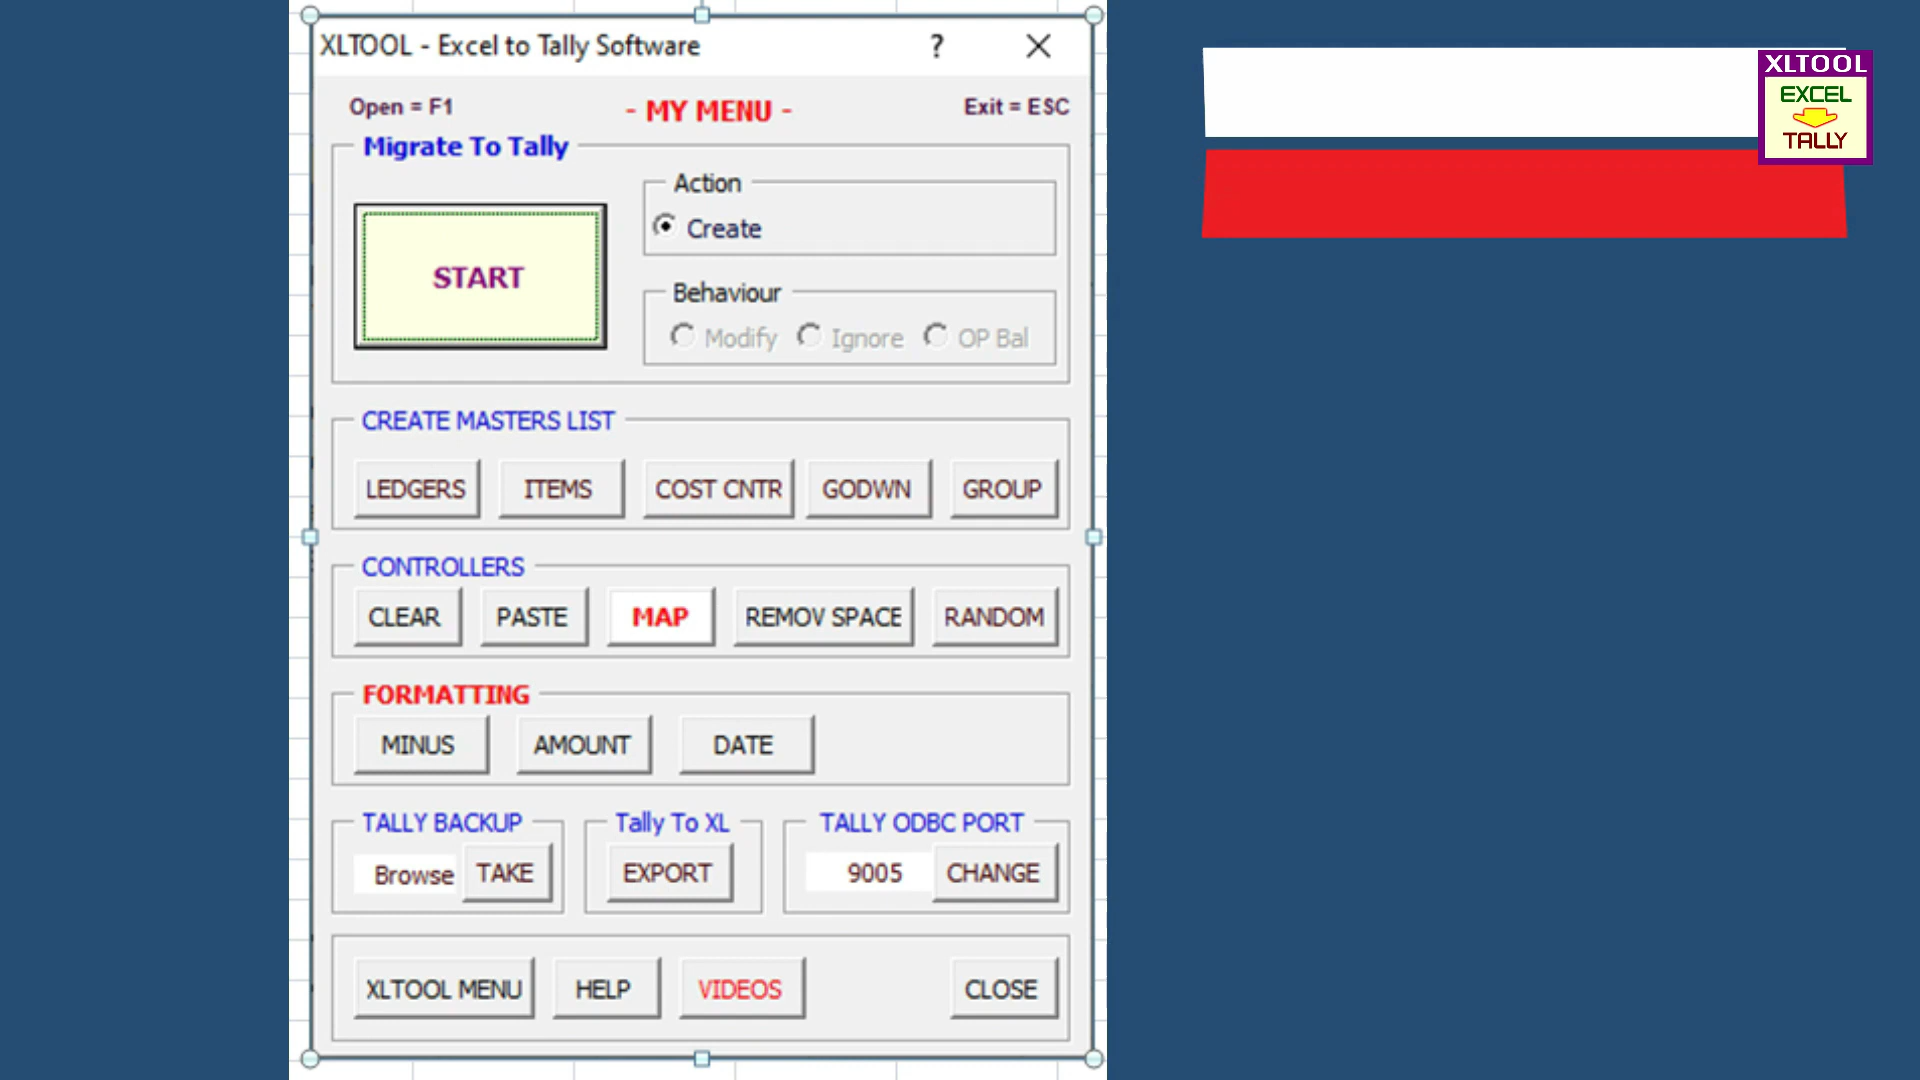 XLTOOL - Excel to Tally Software ?
Open = F1 - MY MENU - Exit = ESC
Migrate To Tally
START
Action
Create
Behaviour
Modify Ignore OP Bal
CREATE MASTERS LIST
LEDGERS ITEMS COST CNTR GODWN GROUP
CONTROLLERS
CLEAR PASTE MAP REMOV SPACE RANDOM
FORMATTING
MINUS AMOUNT DATE
TALLY BACKUP Tally To XL TALLY ODBC PORT
Browse TAKE EXPORT 9005 CHANGE
XLTOOL MENU HELP VIDEOS CLOSE
XLTOOL
EXCEL
TALLY